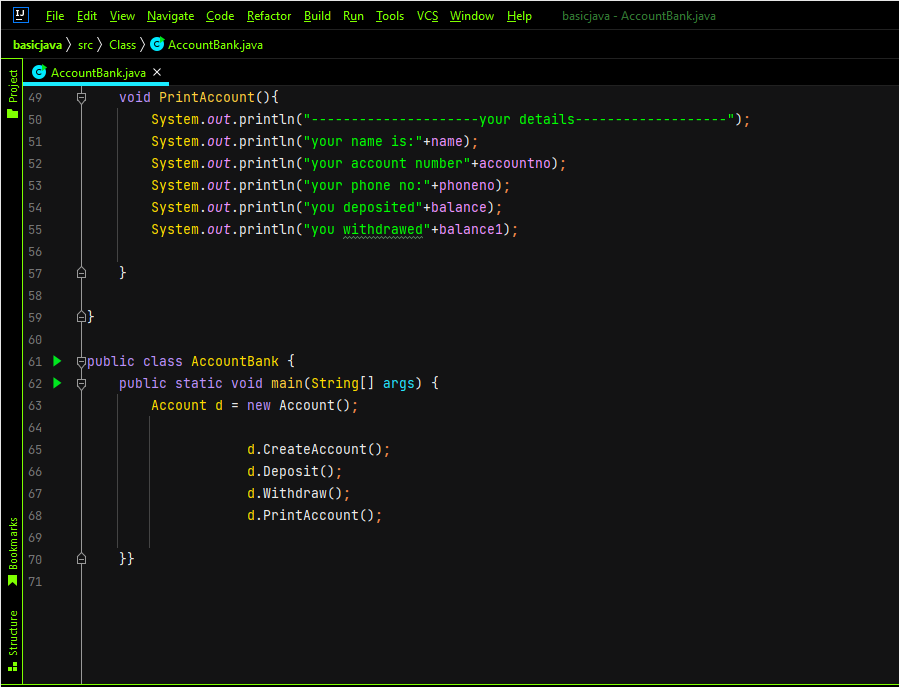 IJ File Edit View Navigate Code Refactor Build Run Tools VCS Window Help basicjava - AccountBank.java
basicjava 〉 src 〉 Class 〉 C AccountBank.java
Project
C AccountBank.java ×
49 void PrintAccount(){
50 System.out.println("---------------------your details-------------------");
51 System.out.println("your name is:"+name);
52 System.out.println("your account number"+accountno);
53 System.out.println("your phone no:"+phoneno);
54 System.out.println("you deposited"+balance);
55 System.out.println("you withdrawed"+balance1);
56
57 }
58
59 }
60
61 public class AccountBank {
62 public static void main(String[] args) {
63 Account d = new Account();
64
65 d.CreateAccount();
66 d.Deposit();
67 d.Withdraw();
68 d.PrintAccount();
69
70 }}
71
Bookmarks
Structure